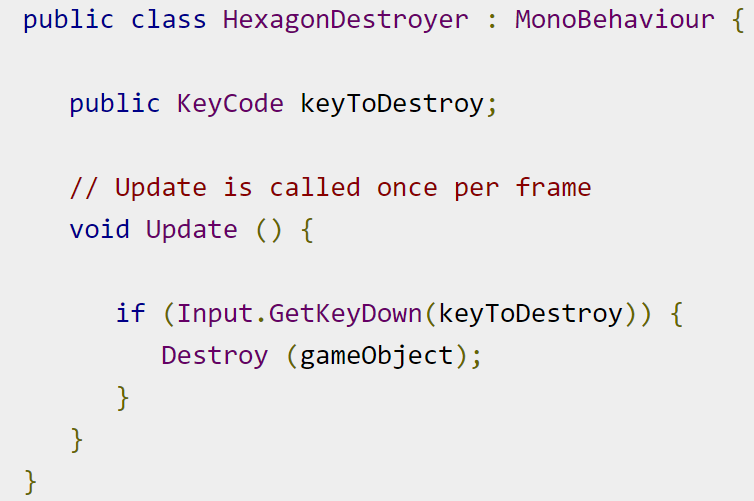 public class HexagonDestroyer : MonoBehaviour {
public KeyCode keyToDestroy;
// Update is called once per frame
void Update () {
if (Input.GetKeyDown(keyToDestroy)) {
Destroy (gameObject);
}
}
}